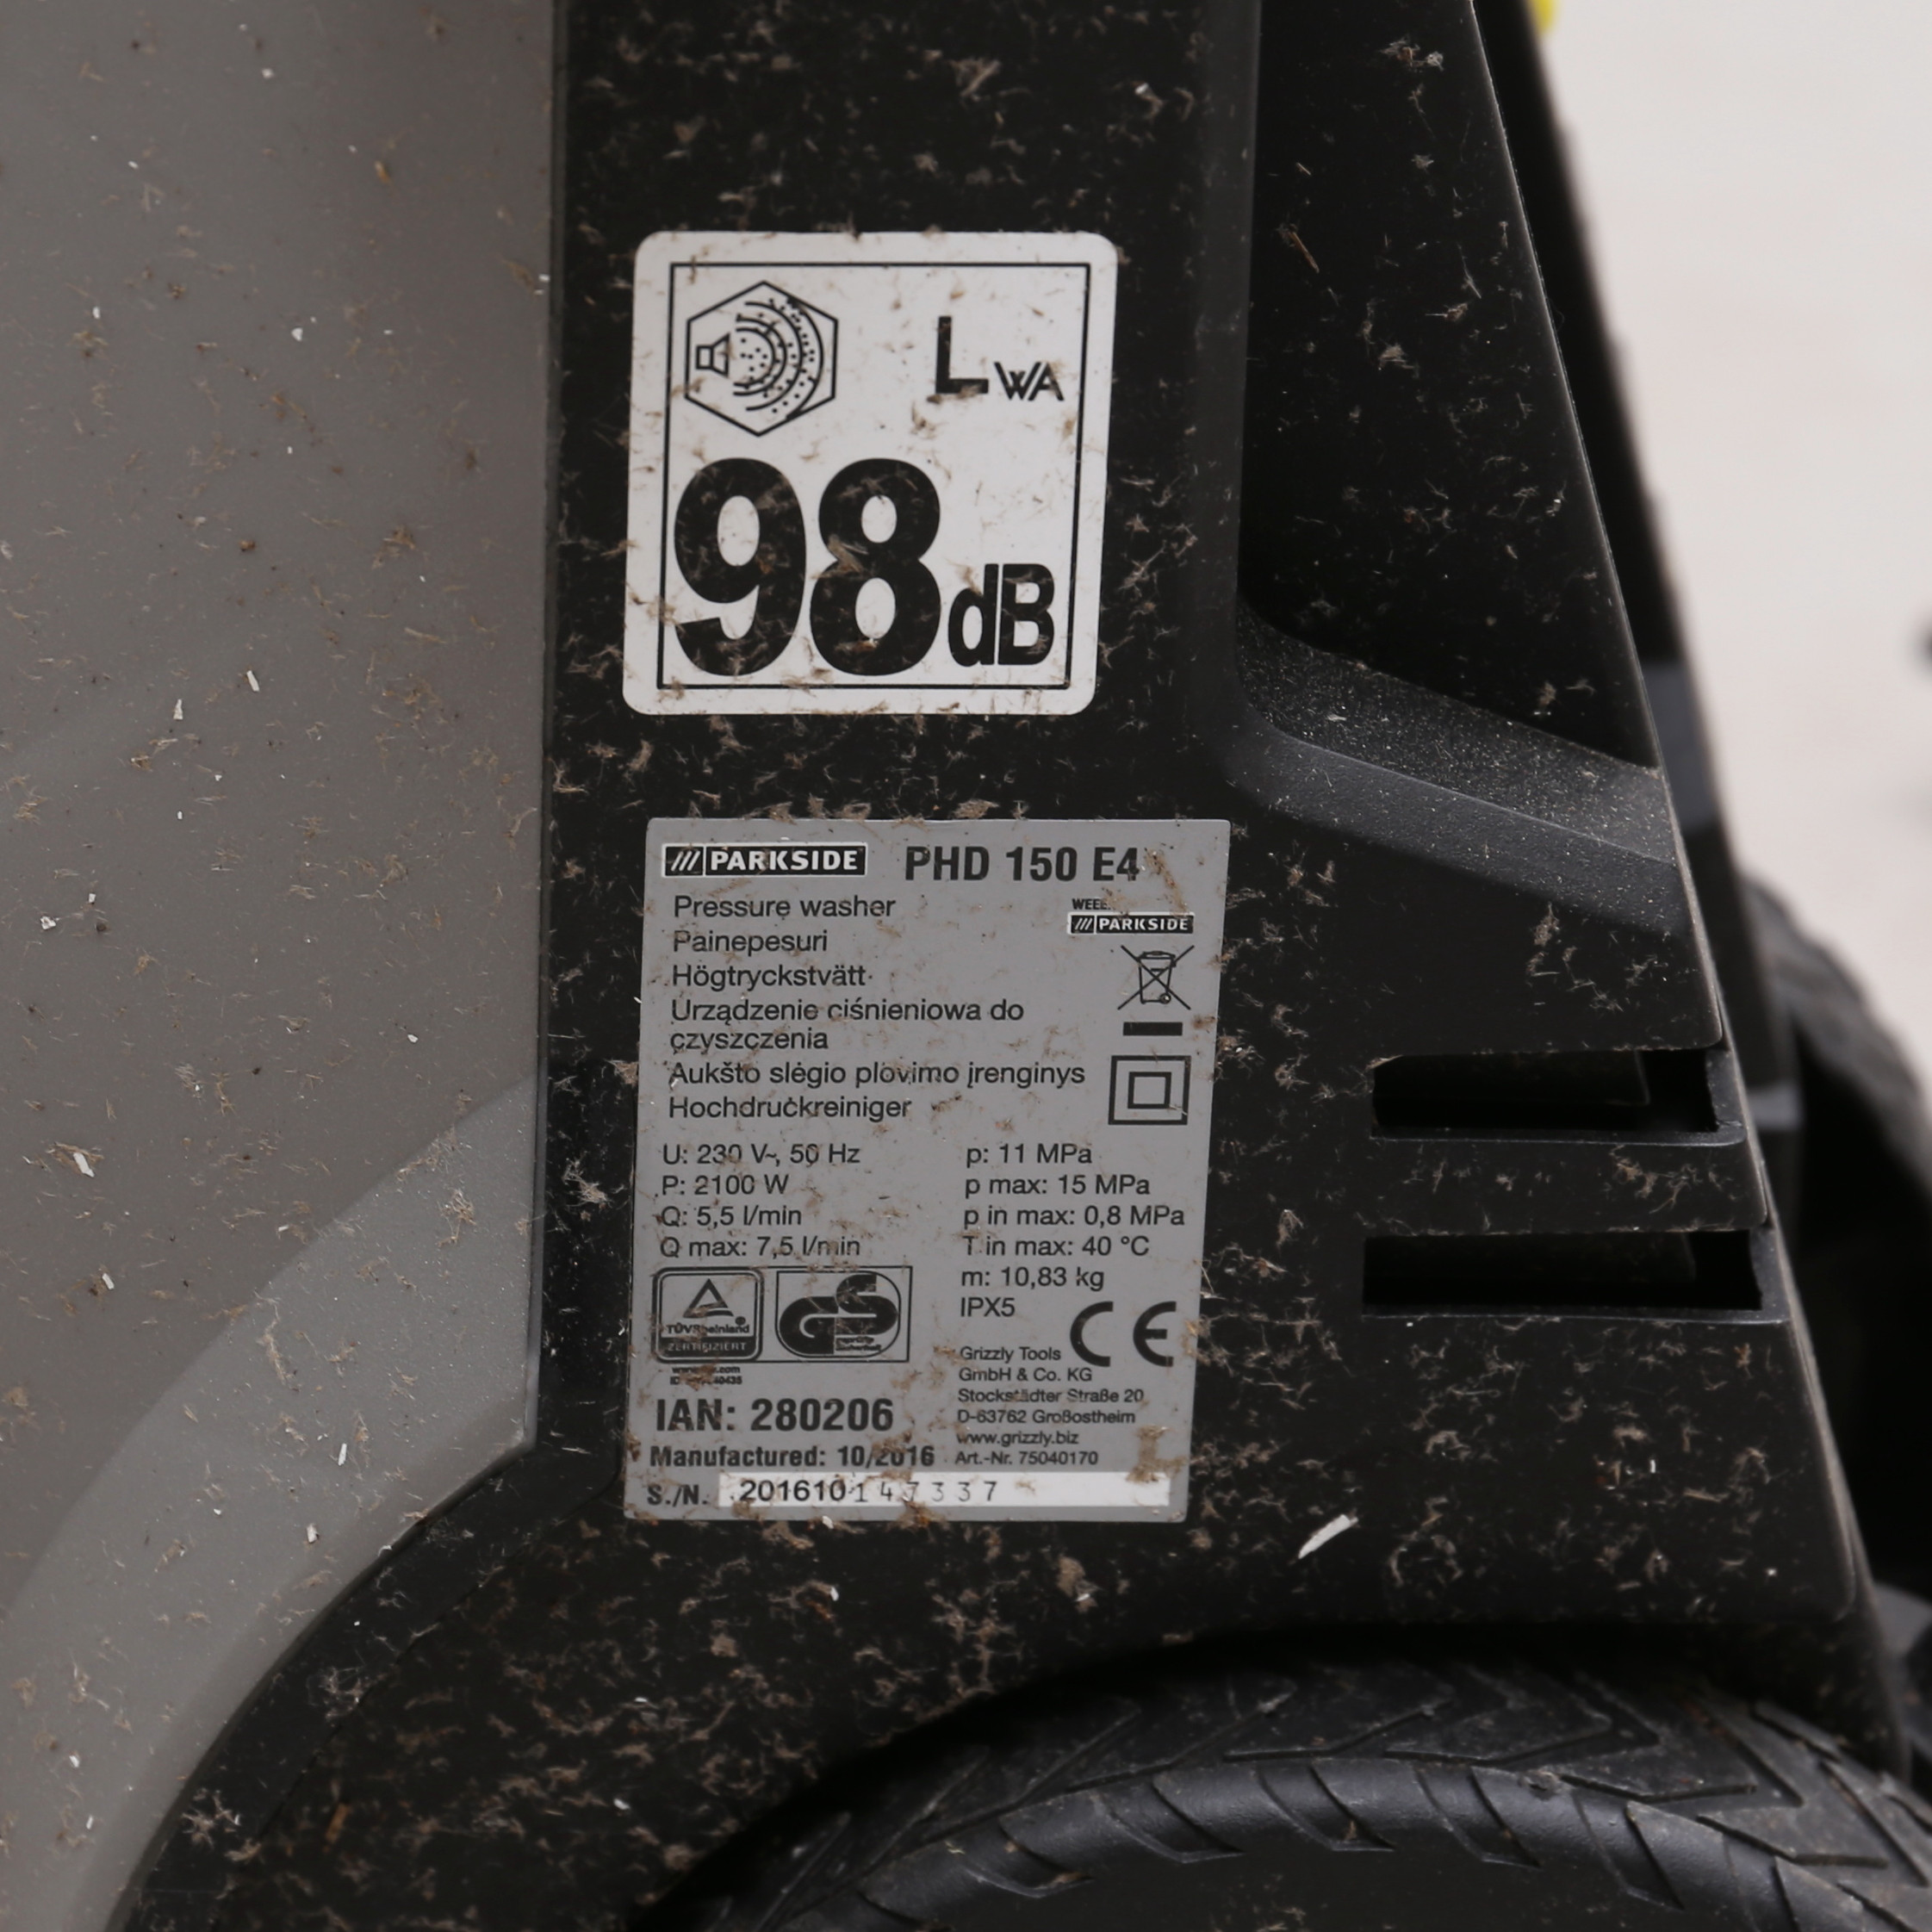 LWA
98 dB
PARKSIDE PHD 150 E4
Pressure washer
WEEE
PARKSIDE
Painepesuri
Högtryckstvätt
Urządzenie ciśnieniowa do
czyszczenia
Aukšto slėgio plovimo įrenginys
Hochdruckreiniger
U: 230 V~, 50 Hz
P: 2100 W
Q: 5,5 l/min
Q max: 7,5 l/min
p: 11 MPa
p max: 15 MPa
p in max: 0,8 MPa
T in max: 40 °C
m: 10,83 kg
IPX5
CE
TÜVRheinland
ZERTIFIZIERT
GS
IAN: 280206
Manufactured: 10/2016
Grizzly Tools
GmbH & Co. KG
Stockstädter Straße 20
D-63762 Großostheim
www.grizzly.biz
Art.-Nr. 75040170
S./N. 201610147337